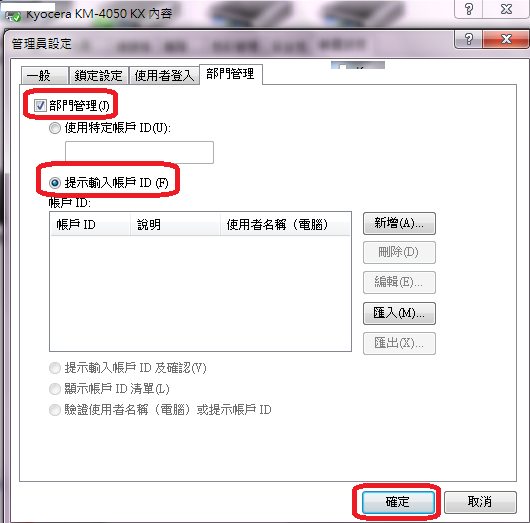 Kyocera KM-4050 KX 內容
管理員設定
一般 鎖定設定 使用者登入 部門管理
部門管理(J)
使用特定帳戶 ID(U):
提示輸入帳戶 ID (F)
帳戶 ID:
帳戶 ID 說明 使用者名稱（電腦）
新增(A)...
刪除(D)
編輯(E)...
匯入(M)...
匯出(X)...
提示輸入帳戶 ID 及確認(V)
顯示帳戶 ID 清單(L)
驗證使用者名稱（電腦）或提示帳戶 ID
確定 取消